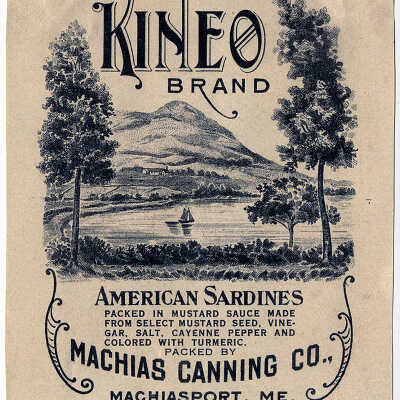 KINEO
BRAND
AMERICAN SARDINES
PACKED IN MUSTARD SAUCE MADE
FROM SELECT MUSTARD SEED, VINE-
GAR, SALT, CAYENNE PEPPER AND
COLORED WITH TURMERIC.
PACKED BY
MACHIAS CANNING CO.,
MACHIASPORT, ME.